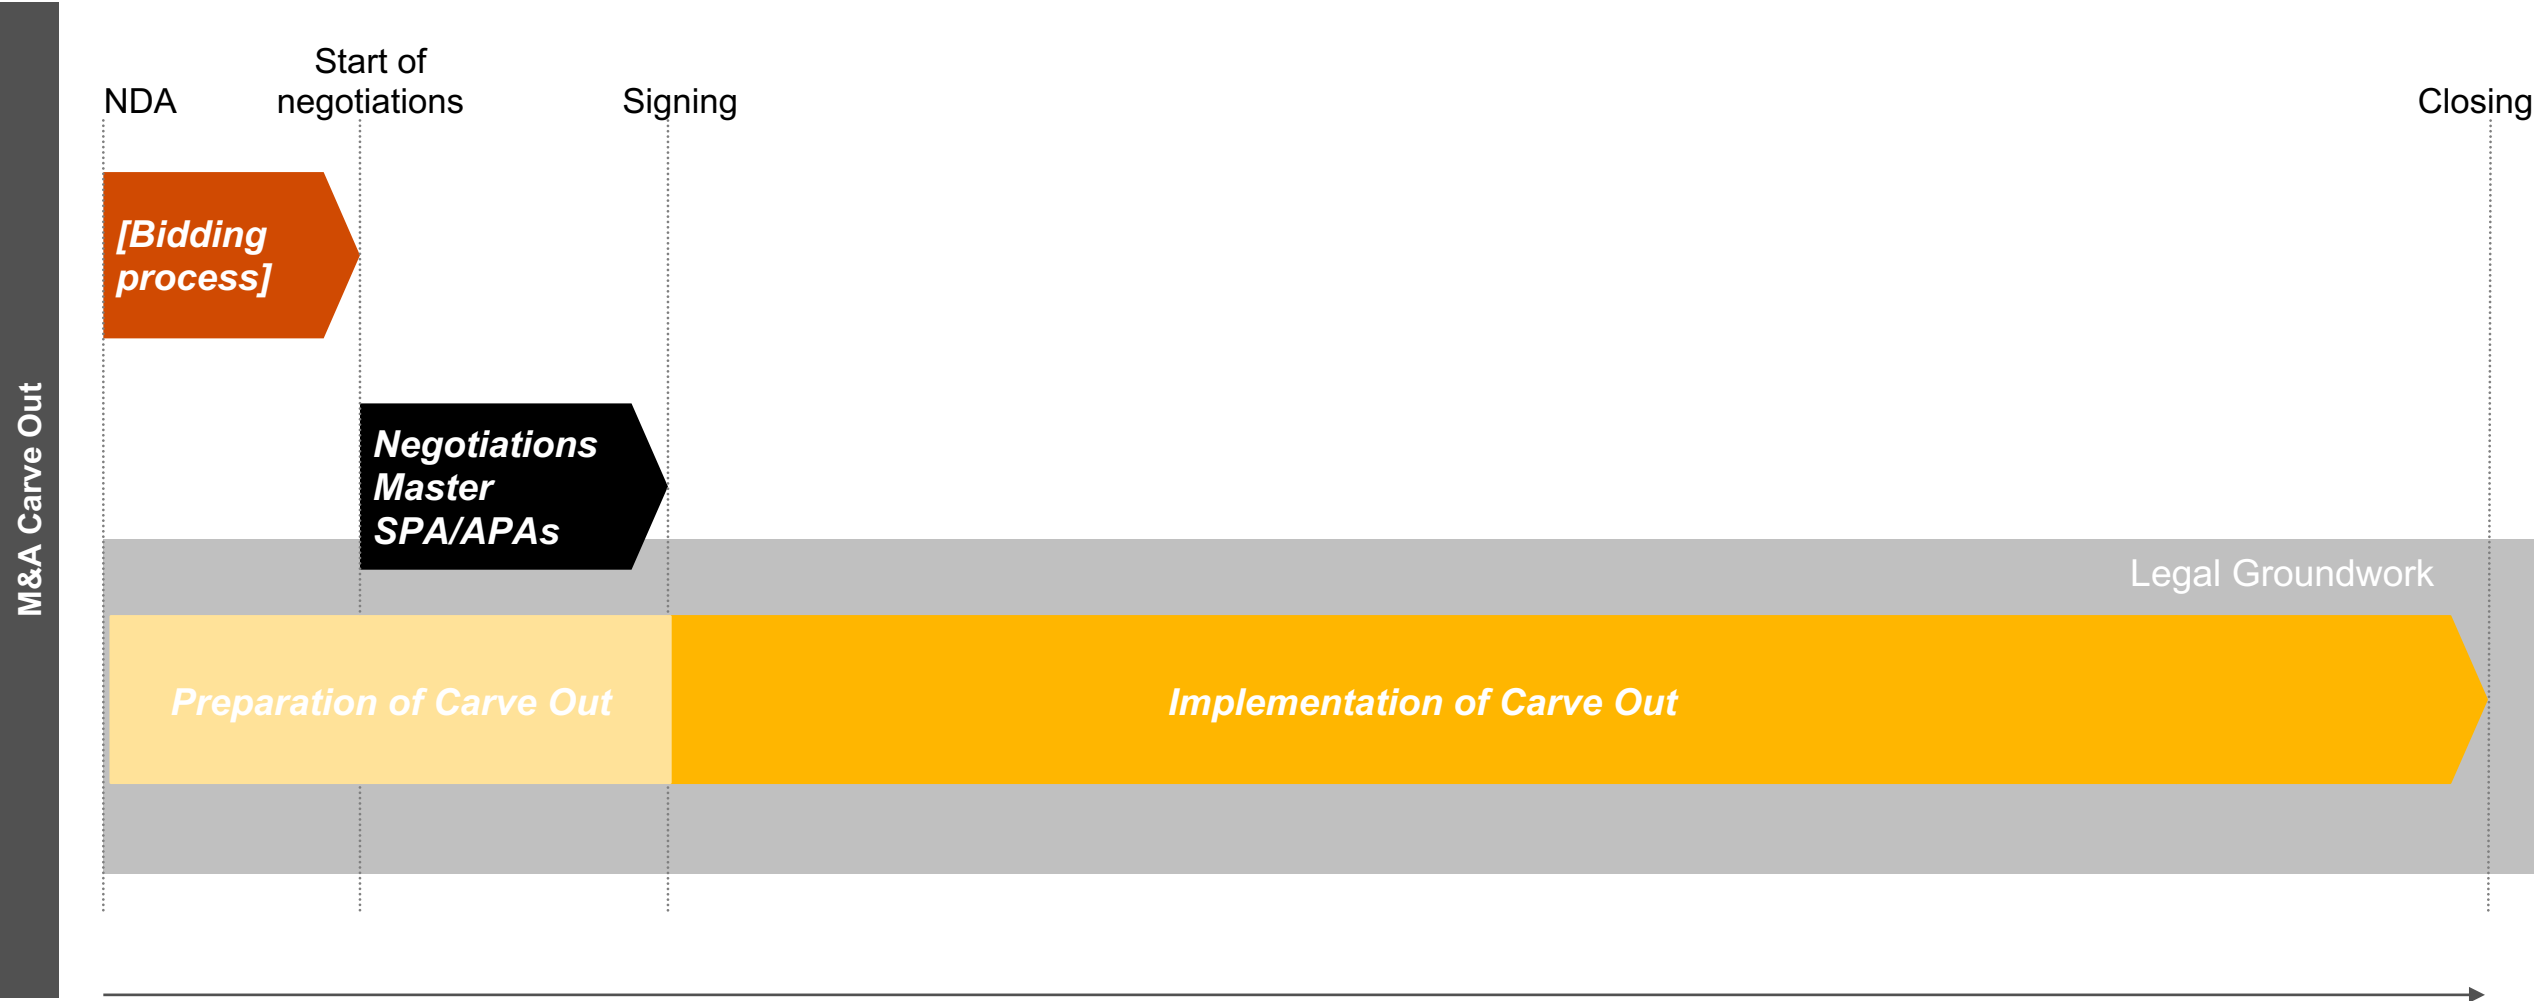 M&A Carve Out
NDA
Start of
negotiations
Signing
Closing
[Bidding
process]
Negotiations
Master
SPA/APAs
Legal Groundwork
Preparation of Carve Out
Implementation of Carve Out